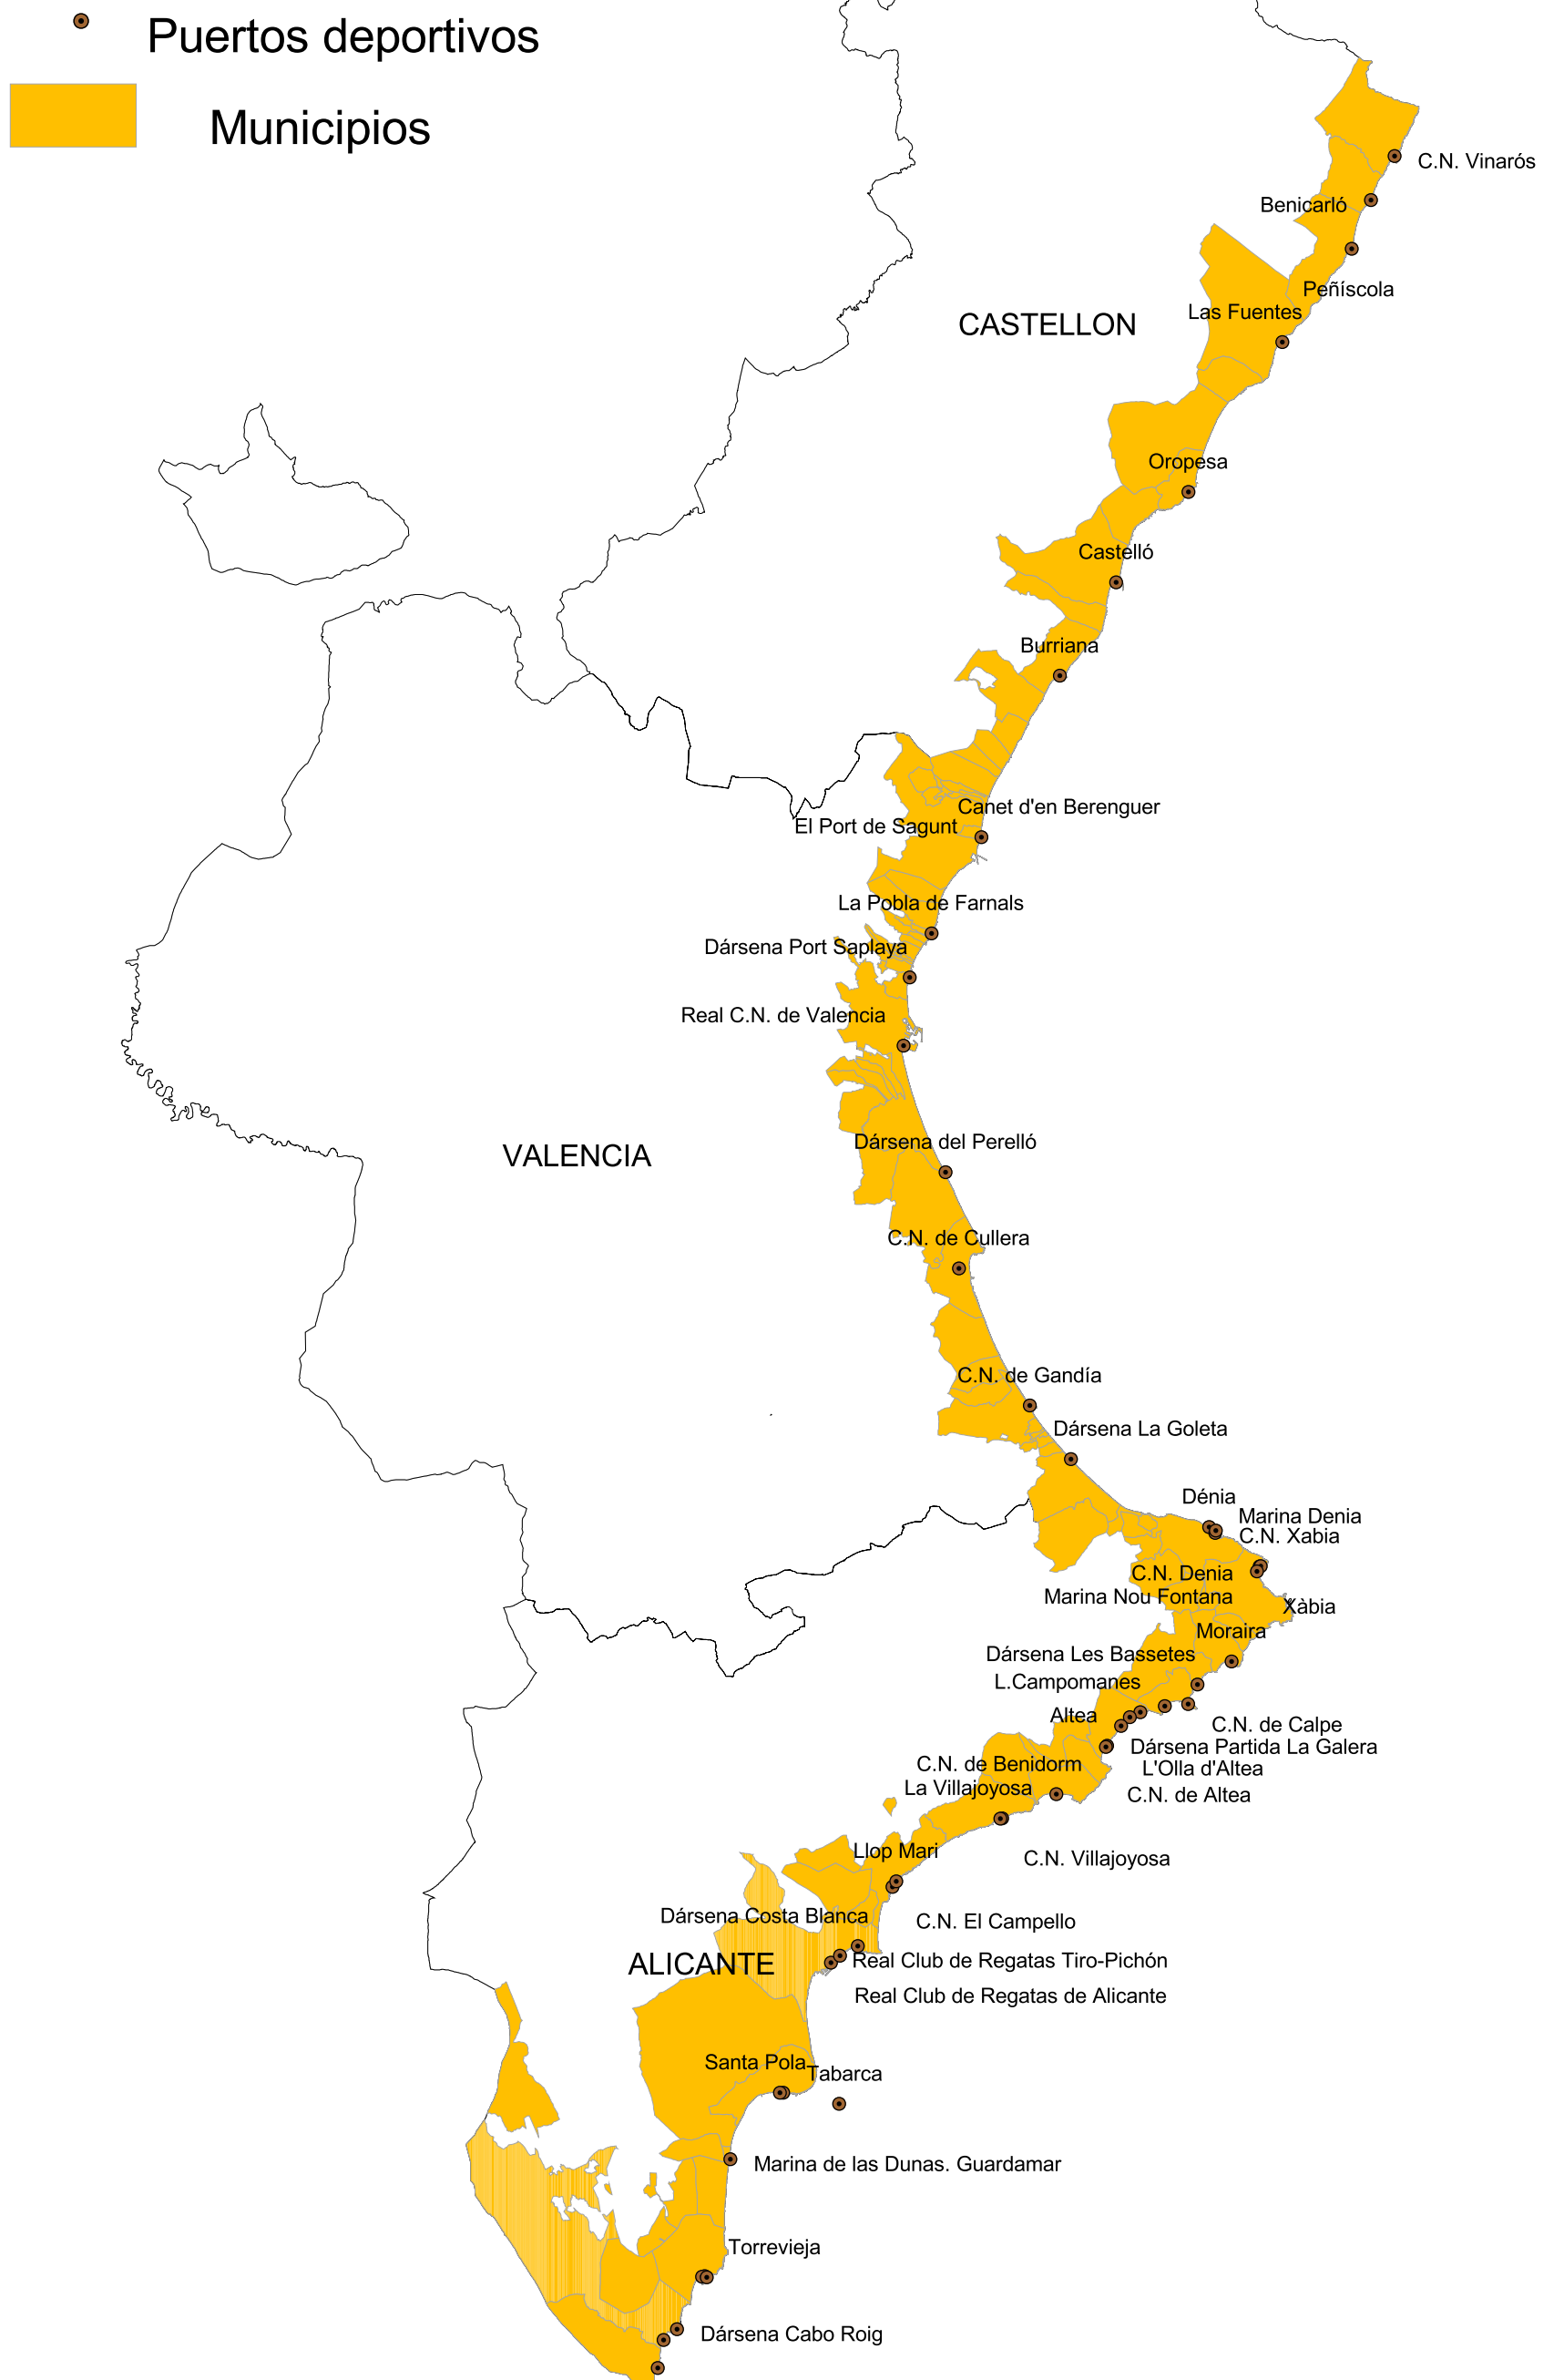 Puertos deportivos
Municipios
C.N. Vinarós
Benicarló
Peñíscola
Las Fuentes
CASTELLON
Oropesa
Castelló
Burriana
Canet d'en Berenguer
El Port de Sagunt
La Pobla de Farnals
Dársena Port Saplaya
Real C.N. de Valencia
Dársena del Perelló
VALENCIA
C.N. de Cullera
C.N. de Gandía
Dársena La Goleta
Dénia
Marina Denia
C.N. Xabia
C.N. Denia
Marina Nou Fontana
Xàbia
Moraira
Dársena Les Bassetes
L.Campomanes
Altea
C.N. de Calpe
Dársena Partida La Galera
C.N. de Benidorm
L'Olla d'Altea
La Villajoyosa
C.N. de Altea
Llop Mari
C.N. Villajoyosa
Dársena Costa Blanca
C.N. El Campello
ALICANTE
Real Club de Regatas Tiro-Pichón
Real Club de Regatas de Alicante
Santa Pola
Tabarca
Marina de las Dunas. Guardamar
Torrevieja
Dársena Cabo Roig